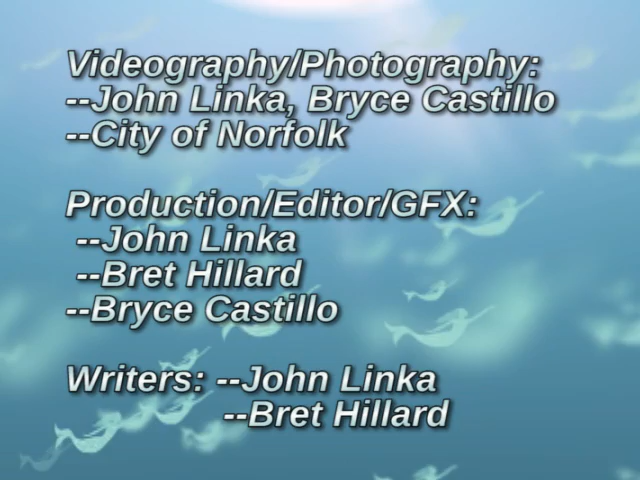 Videography/Photography:
--John Linka, Bryce Castillo
--City of Norfolk
Production/Editor/GFX:
--John Linka
--Bret Hillard
--Bryce Castillo
Writers: --John Linka
--Bret Hillard